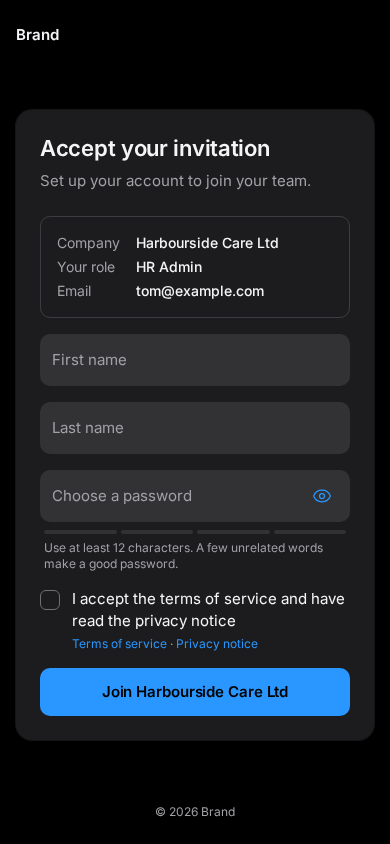 Brand
Accept your invitation
Set up your account to join your team.
Company Harbourside Care Ltd
Your role HR Admin
Email tom@example.com
First name
Last name
Choose a password
Use at least 12 characters. A few unrelated words
make a good password.
I accept the terms of service and have
read the privacy notice
Terms of service · Privacy notice
Join Harbourside Care Ltd
© 2026 Brand